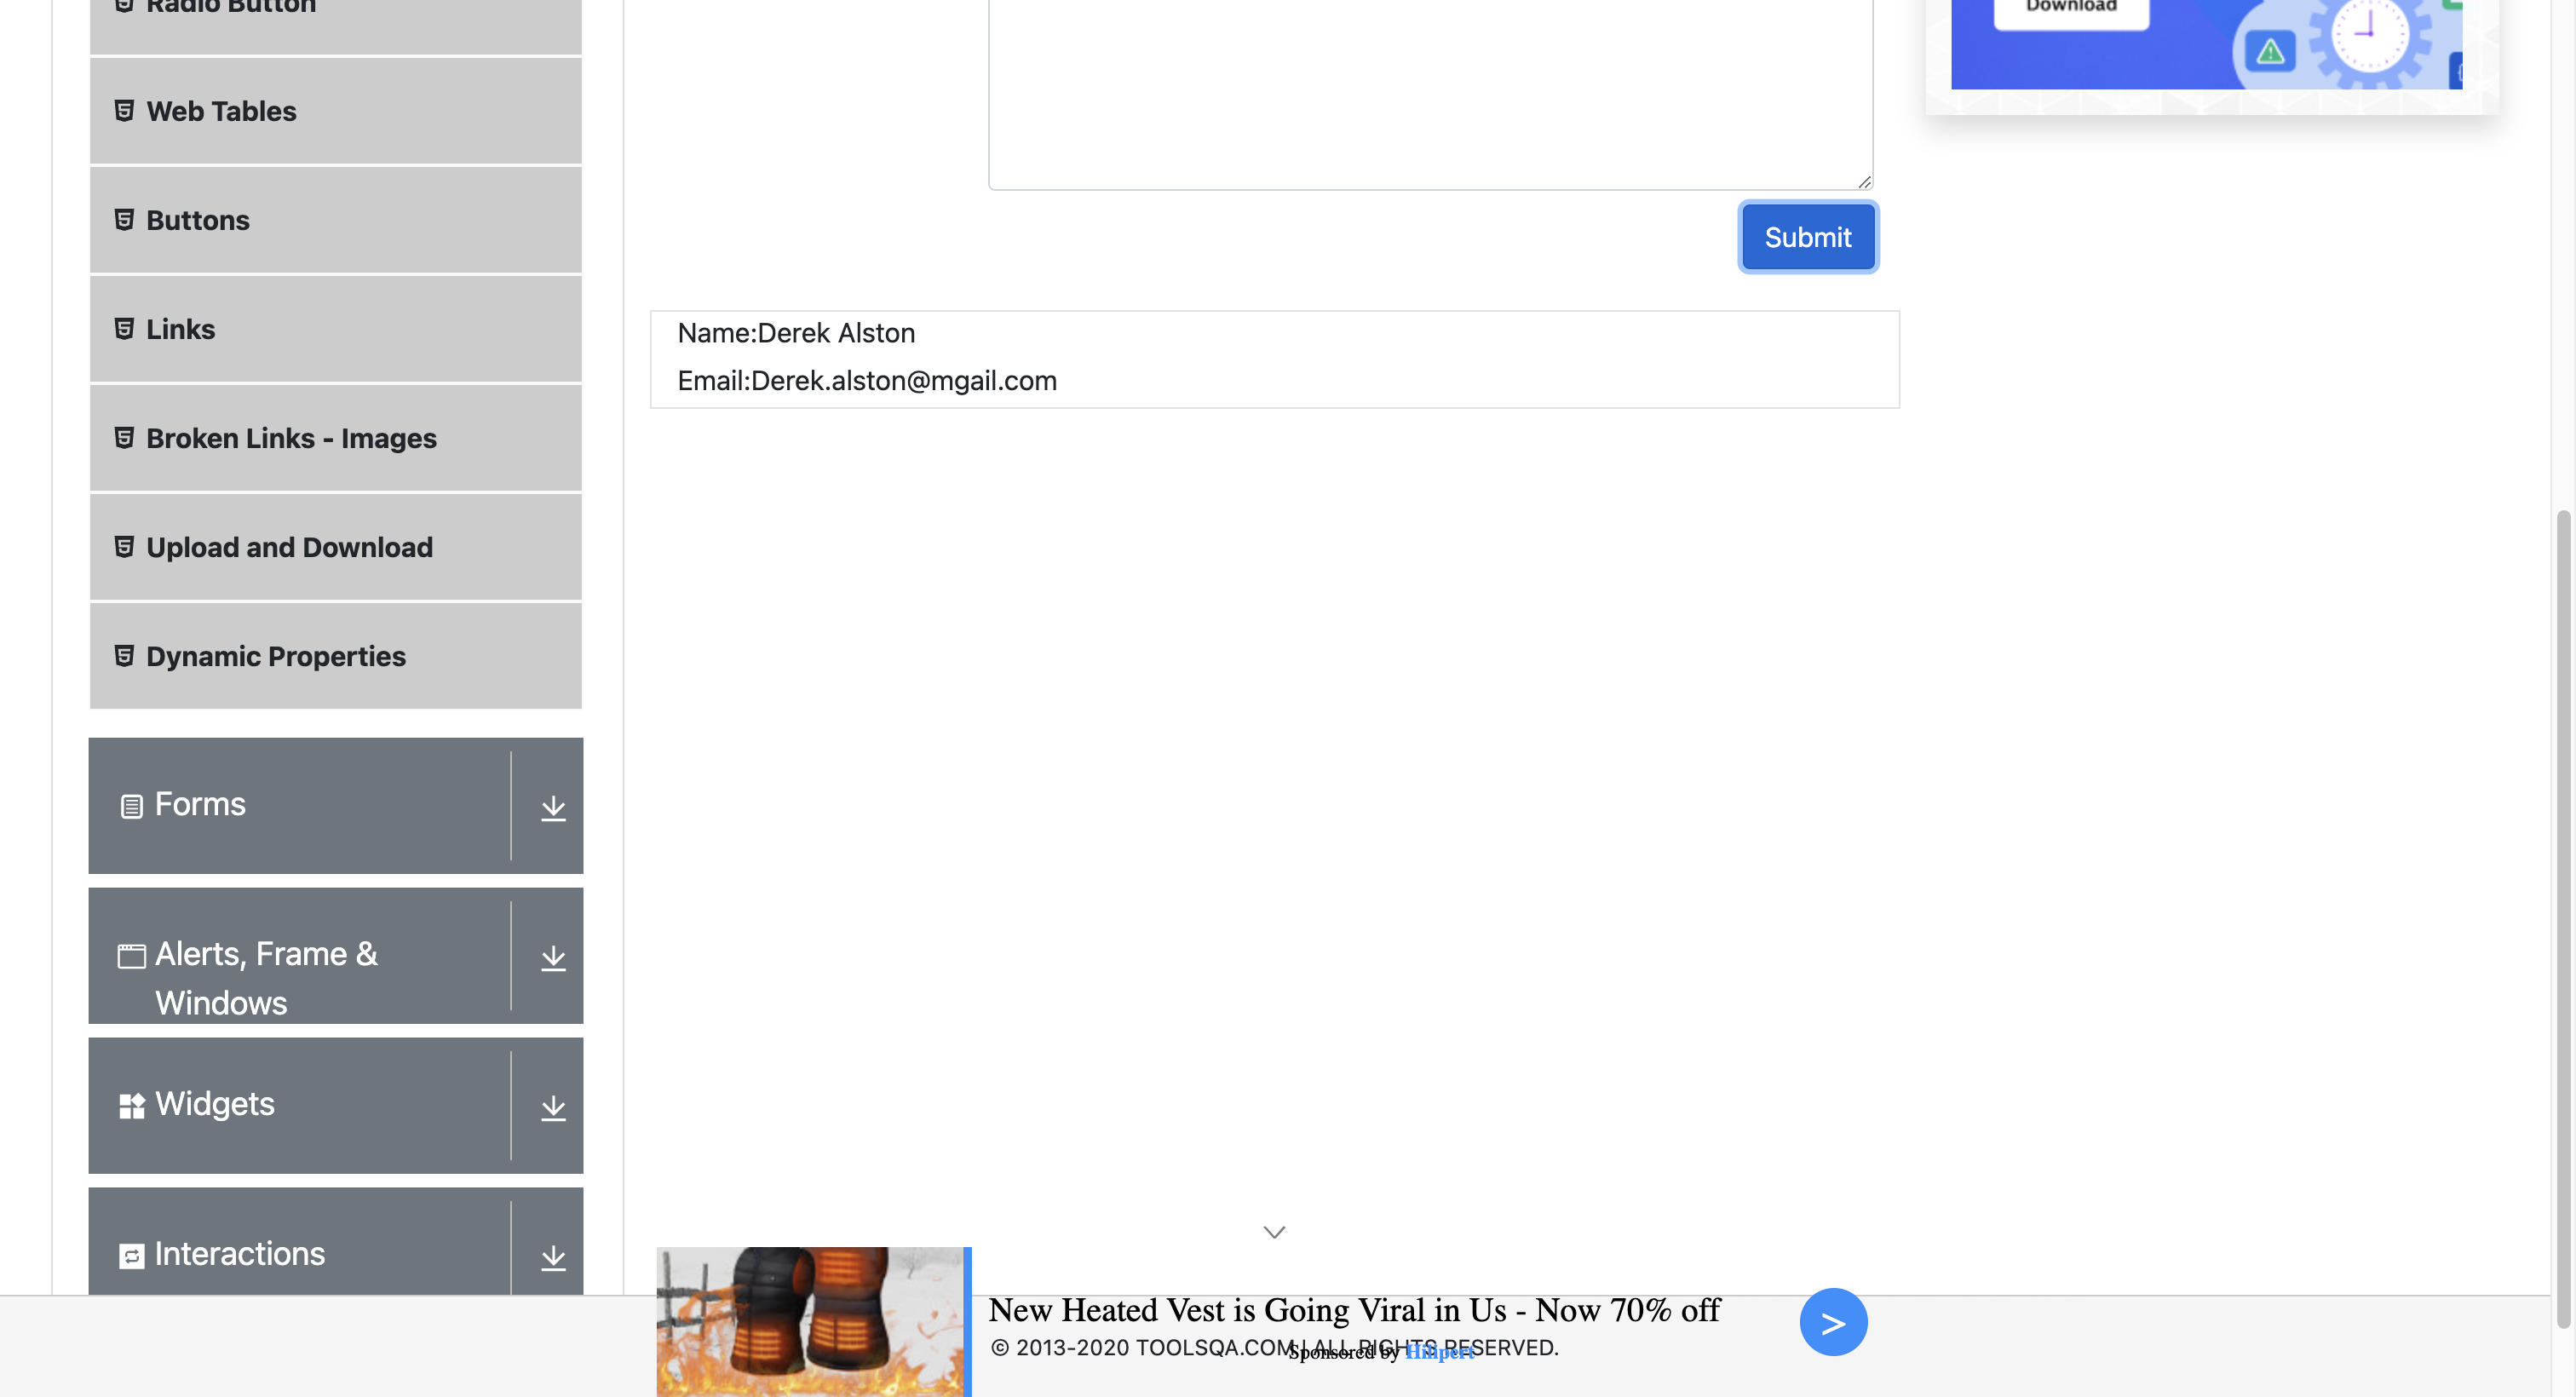 Radio Button
Web Tables
Buttons
Links
Broken Links - Images
Upload and Download
Dynamic Properties
Forms
Alerts, Frame &
Windows
Widgets
Interactions
Submit
Name:Derek Alston
Email:Derek.alston@mgail.com
Download
New Heated Vest is Going Viral in Us - Now 70% off
© 2013-2020 TOOLSQA.COM | ALL RIGHTS RESERVED.
Sponsored by Hilipert
>